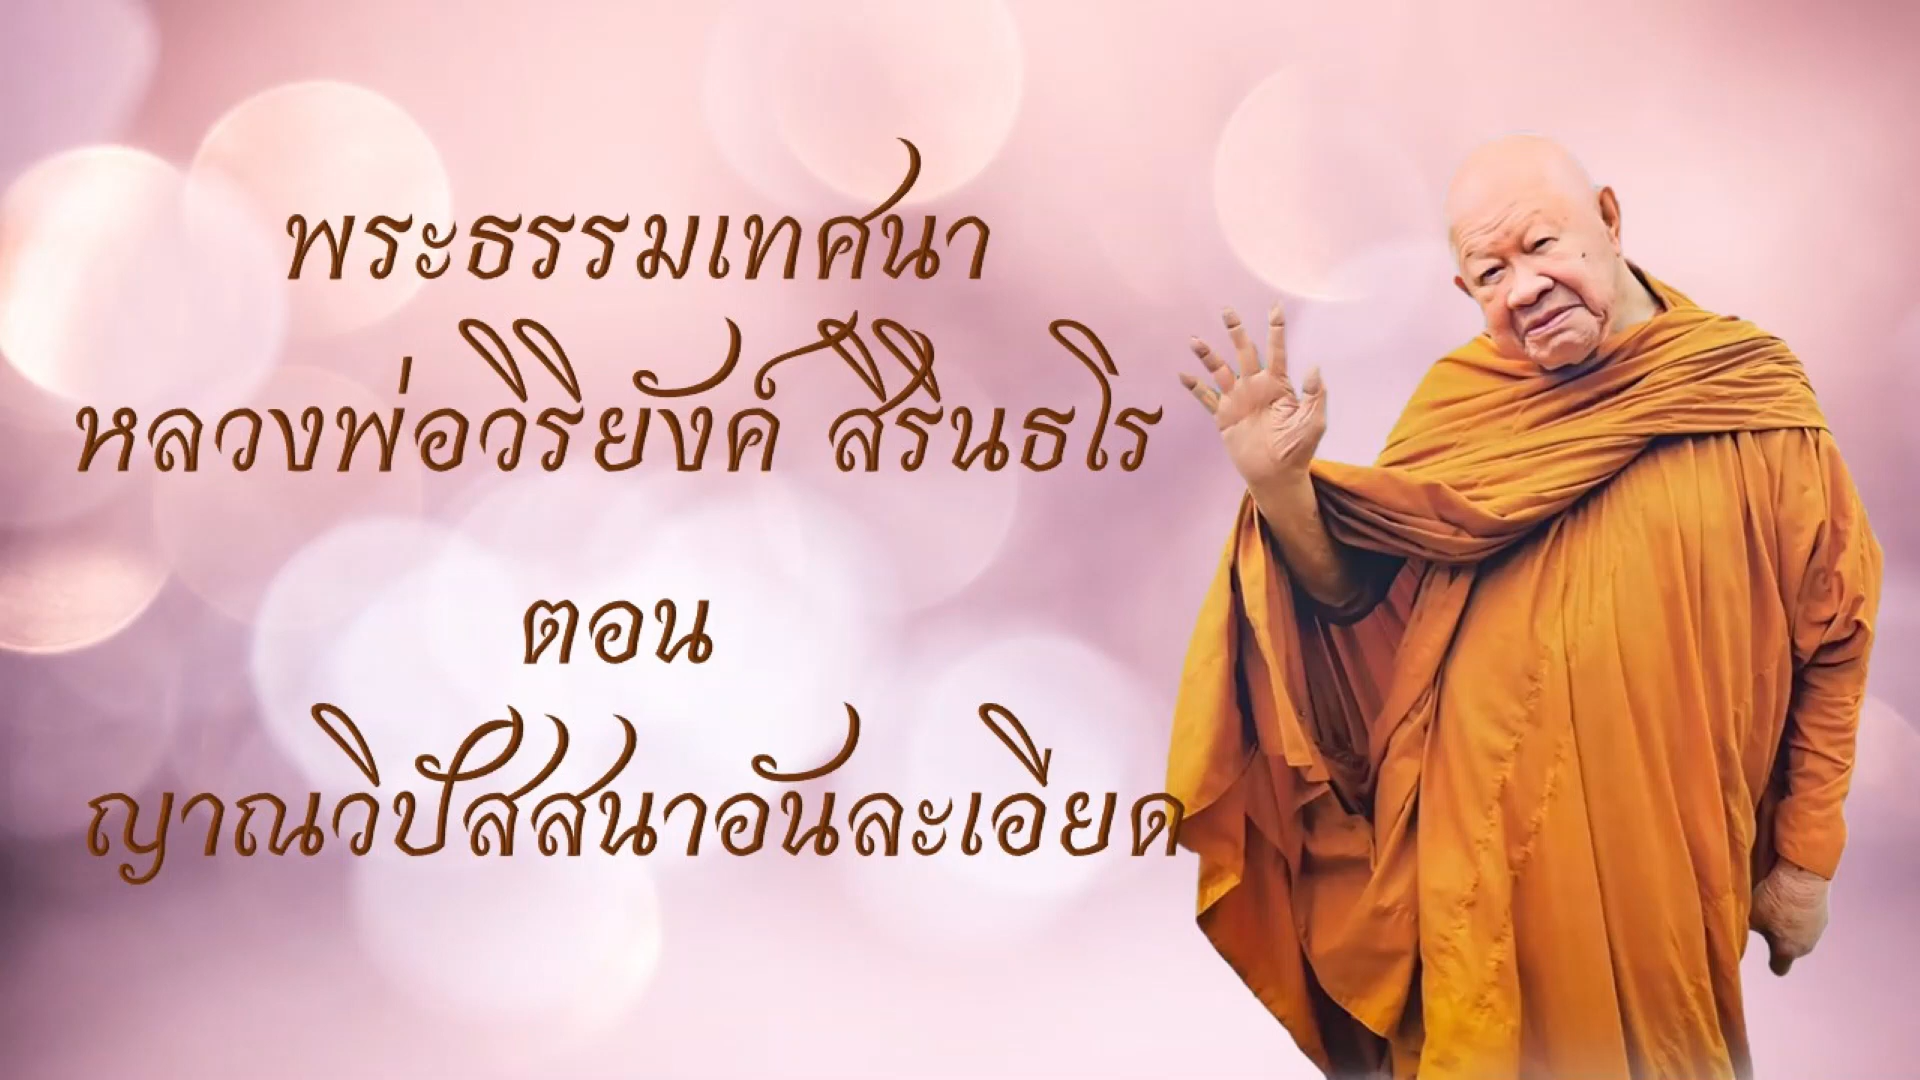 พระธรรมเทศนา
หลวงพ่อวิริยังค์ สิรินธโร
ตอน
ญาณวิปัสสนาอันละเอียด